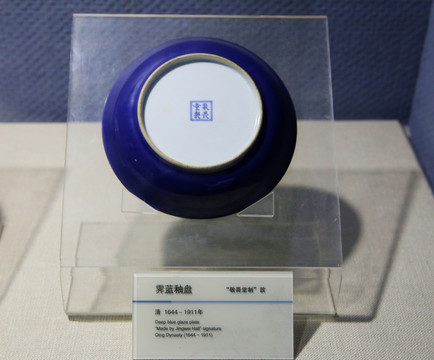 霁蓝釉盘 “敬畏堂制” 款
清 1644 - 1911年
Deep blue glaze plate
"Made by Jingwei Hall" signature
Qing Dynasty (1644 - 1911)